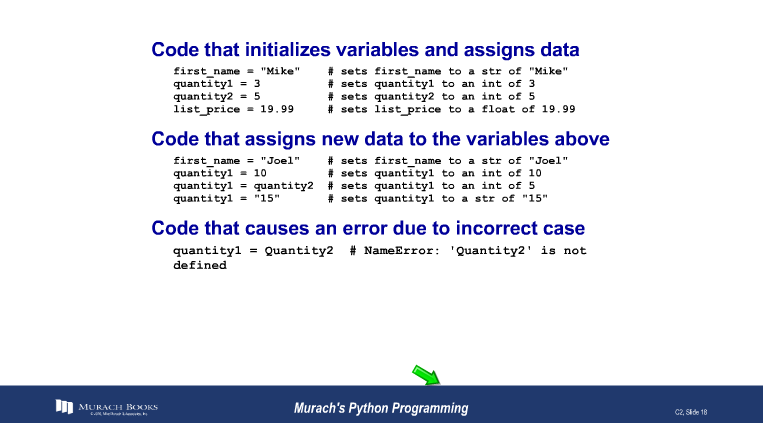 Code that initializes variables and assigns data
first_name = "Mike" # sets first_name to a str of "Mike"
quantity1 = 3 # sets quantity1 to an int of 3
quantity2 = 5 # sets quantity2 to an int of 5
list_price = 19.99 # sets list_price to a float of 19.99
Code that assigns new data to the variables above
first_name = "Joel" # sets first_name to a str of "Joel"
quantity1 = 10 # sets quantity1 to an int of 10
quantity1 = quantity2 # sets quantity1 to an int of 5
quantity1 = "15" # sets quantity1 to a str of "15"
Code that causes an error due to incorrect case
quantity1 = Quantity2 # NameError: 'Quantity2' is not
defined
MURACH BOOKS
Murach's Python Programming
C2, Slide 18